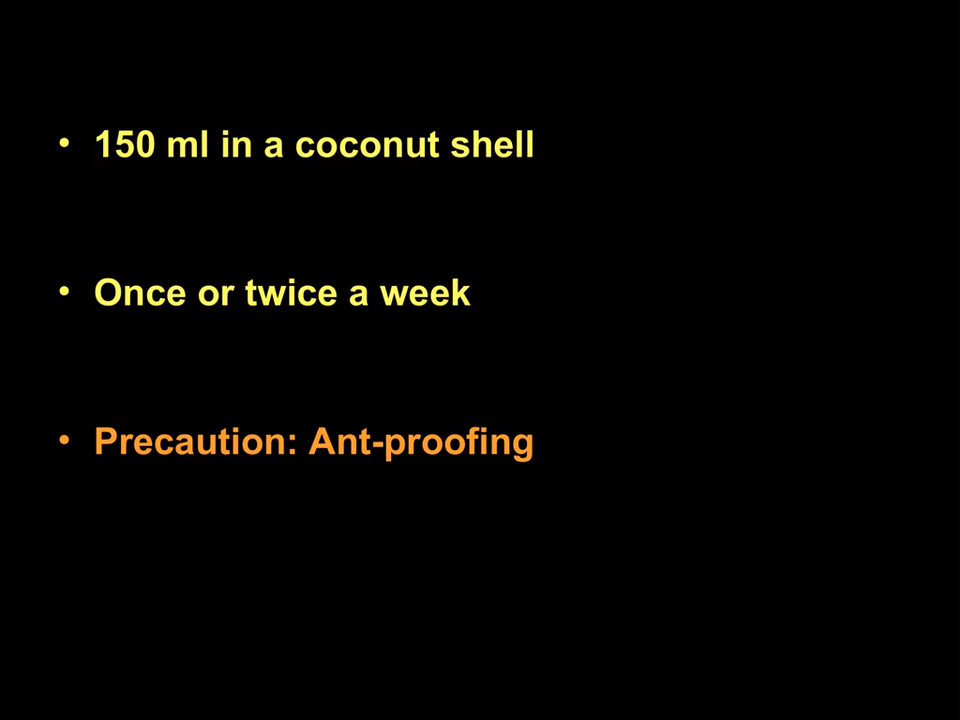 • 150 ml in a coconut shell
• Once or twice a week
• Precaution: Ant-proofing